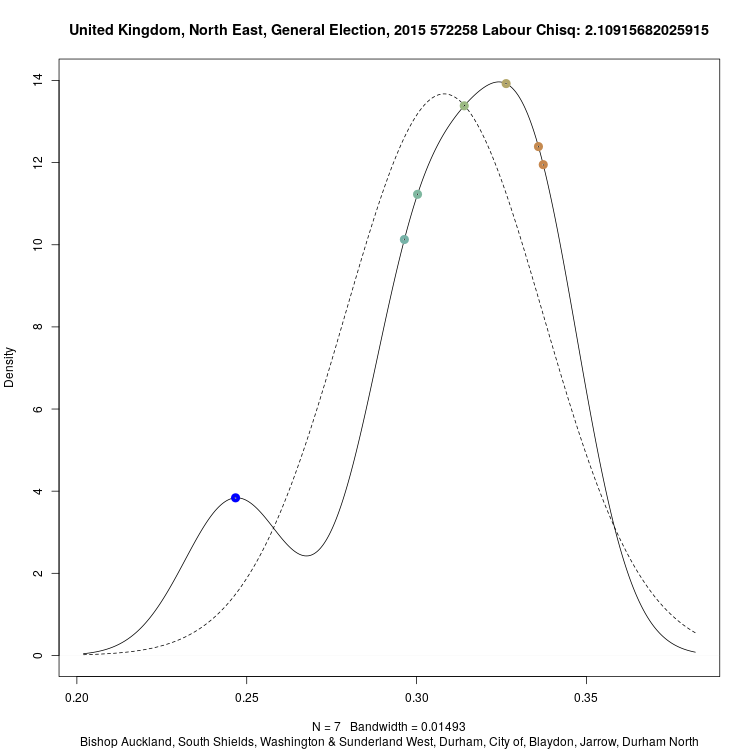 United Kingdom, North East, General Election, 2015 572258 Labour Chisq: 2.10915682025915
14
12
10
8
6
4
2
0
Density
0.20 0.25 0.30 0.35
N = 7 Bandwidth = 0.01493
Bishop Auckland, South Shields, Washington & Sunderland West, Durham, City of, Blaydon, Jarrow, Durham North